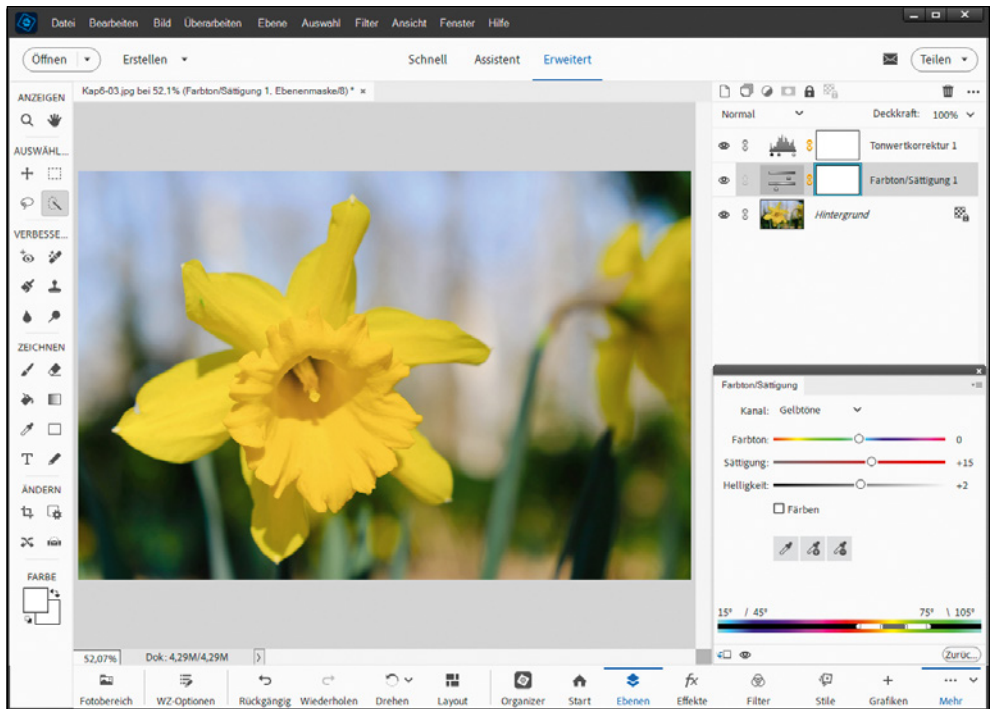 Datei Bearbeiten Bild Überarbeiten Ebene Auswahl Filter Ansicht Fenster Hilfe
Öffnen Erstellen Schnell Assistent Erweitert Teilen
Kap6-03.jpg bei 52,1% (Farbton/Sättigung 1, Ebenenmaske/8) * ×
ANZEIGEN
AUSWÄHL...
VERBESSE...
ZEICHNEN
T
ÄNDERN
FARBE
Normal Deckkraft: 100%
Tonwertkorrektur 1
Farbton/Sättigung 1
Hintergrund
Farbton/Sättigung
Kanal: Gelbtöne
Farbton: 0
Sättigung: +15
Helligkeit: +2
Färben
15° / 45° 75° \ 105°
Zurüc...
52,07% Dok: 4,29M/4,29M
Fotobereich WZ-Optionen Rückgängig Wiederholen Drehen Layout Organizer Start Ebenen Effekte Filter Stile Grafiken Mehr